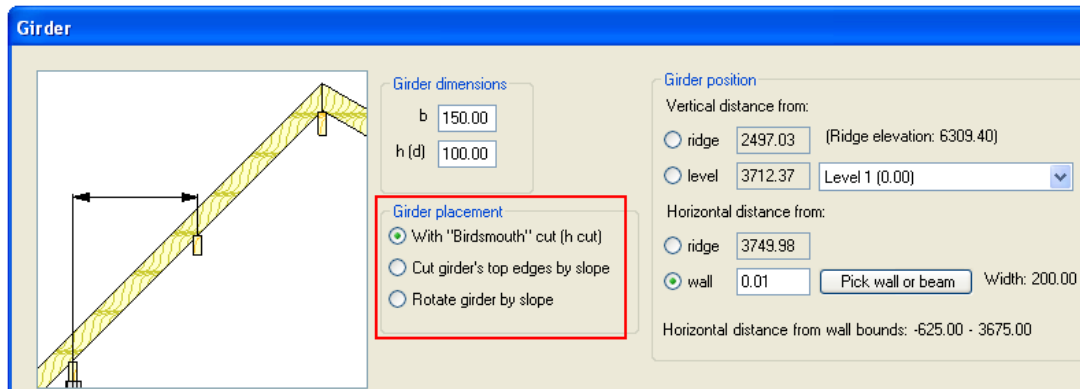 Girder
Girder dimensions
b 150.00
h (d) 100.00
Girder placement
With "Birdsmouth" cut (h cut)
Cut girder's top edges by slope
Rotate girder by slope
Girder position
Vertical distance from:
ridge 2497.03 (Ridge elevation: 6309.40)
level 3712.37 Level 1 (0.00)
Horizontal distance from:
ridge 3749.98
wall 0.01 Pick wall or beam Width: 200.00
Horizontal distance from wall bounds: -625.00 - 3675.00